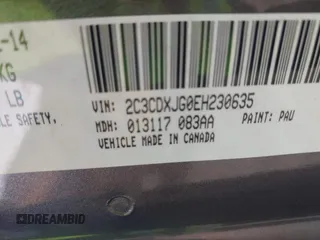 -14
KG
LB
SAFETY,
VIN: 2C3CDXJG0EH230635
MDH: 013117 083AA PAINT: PAU
VEHICLE MADE IN CANADA
DREAMBID